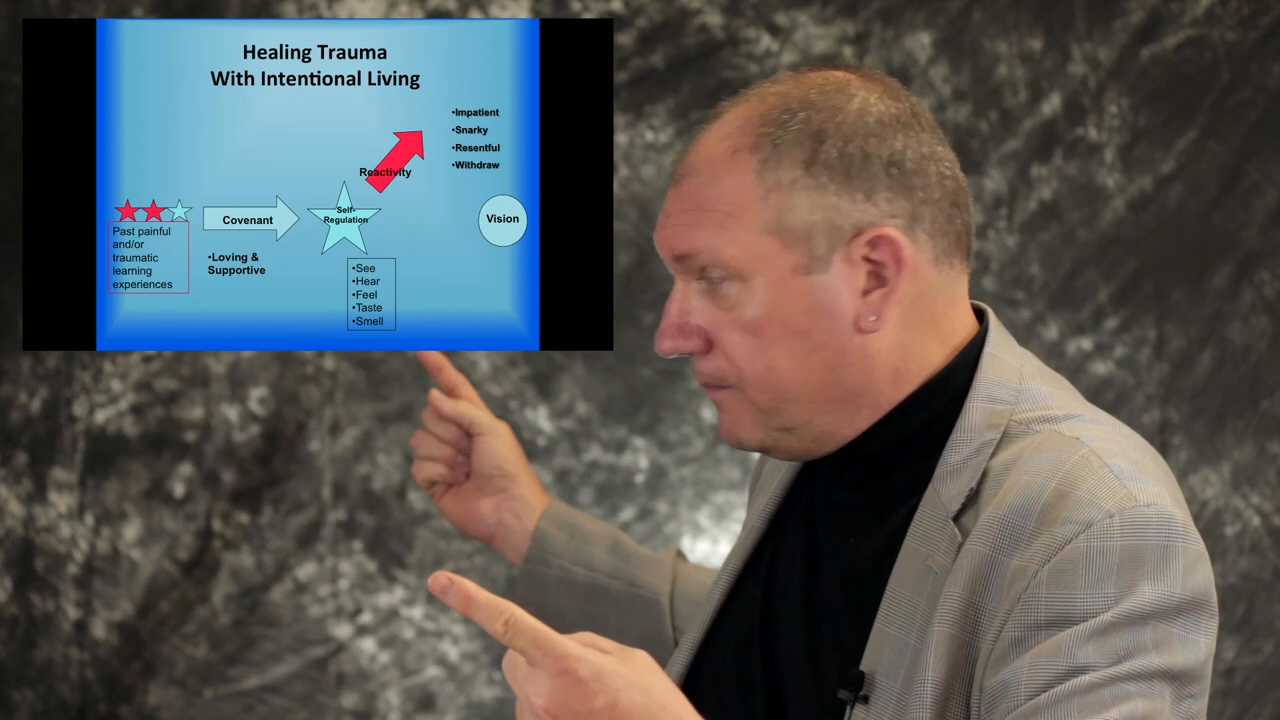 Healing Trauma
With Intentional Living
•Impatient
•Snarky
•Resentful
•Withdraw
Reactivity
Past painful
and/or
traumatic
learning
experiences
Covenant
•Loving &
Supportive
Self-
Regulation
•See
•Hear
•Feel
•Taste
•Smell
Vision